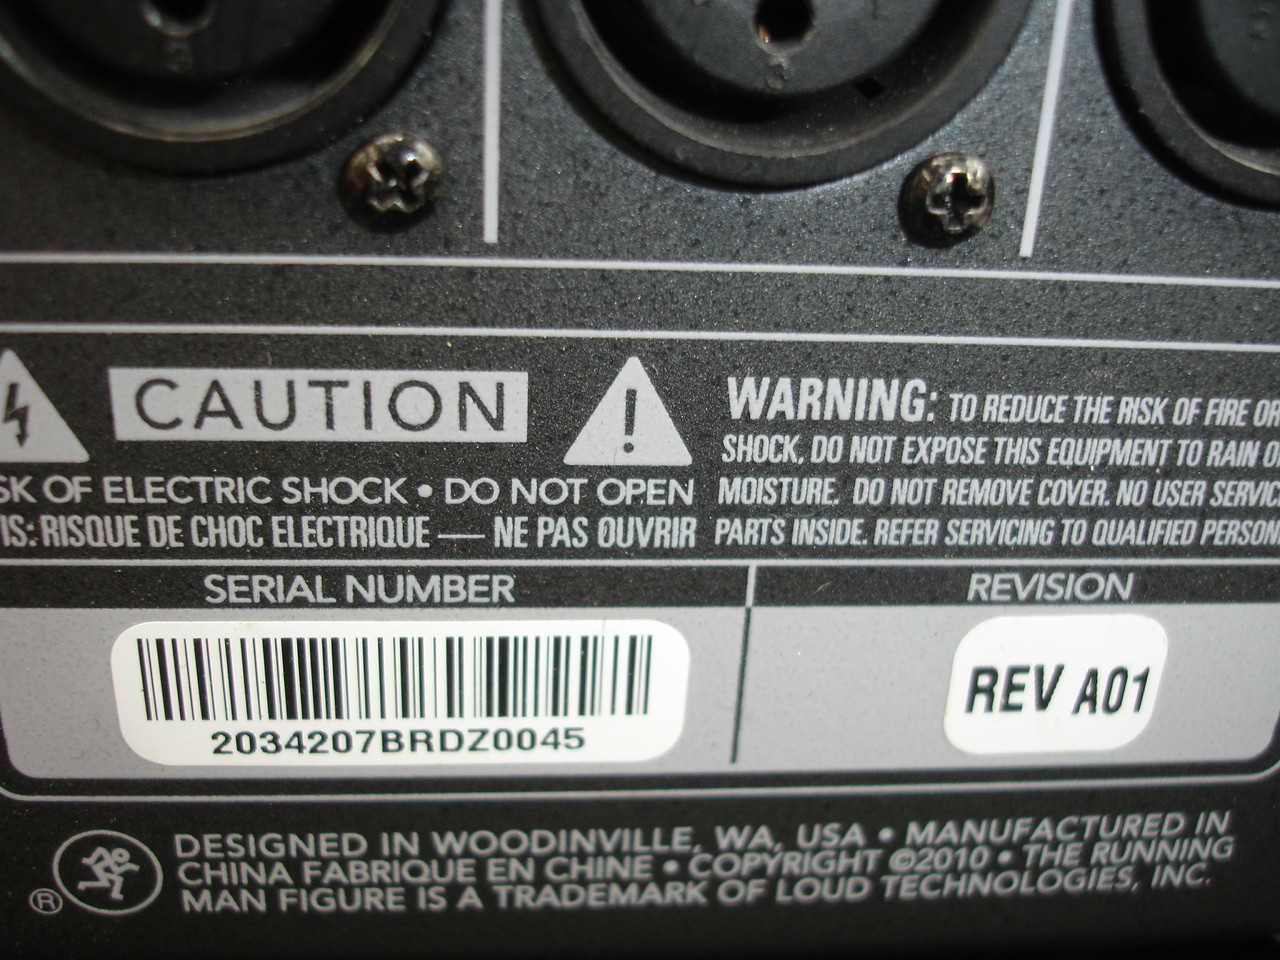 3
3
CAUTION
SK OF ELECTRIC SHOCK • DO NOT OPEN
IS: RISQUE DE CHOC ELECTRIQUE — NE PAS OUVRIR
WARNING: TO REDUCE THE RISK OF FIRE OR
SHOCK, DO NOT EXPOSE THIS EQUIPMENT TO RAIN O
MOISTURE. DO NOT REMOVE COVER. NO USER SERVIC
PARTS INSIDE. REFER SERVICING TO QUALIFIED PERSON
SERIAL NUMBER
2034207BRDZ0045
REVISION
REV A01
DESIGNED IN WOODINVILLE, WA, USA • MANUFACTURED IN
CHINA FABRIQUE EN CHINE • COPYRIGHT ©2010 • THE RUNNING
MAN FIGURE IS A TRADEMARK OF LOUD TECHNOLOGIES, INC.
®